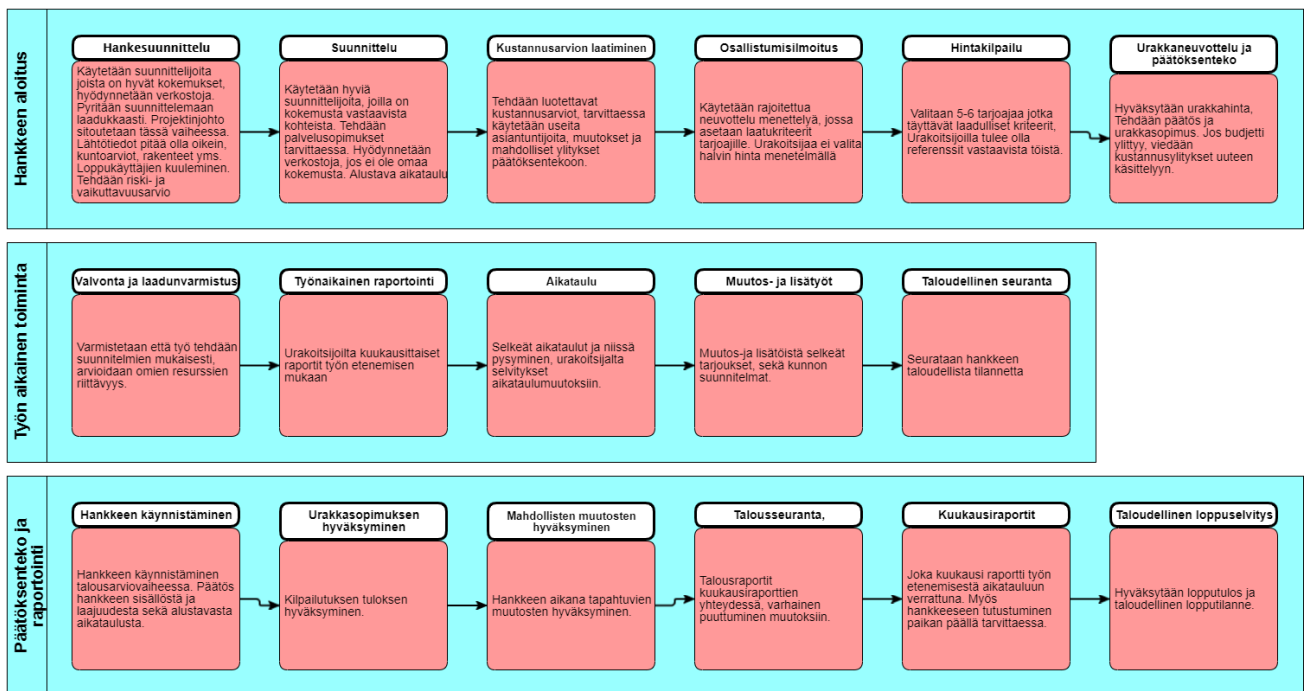 Hankkeen aloitus
Hankesuunnittelu
Käytetään suunnittelijoita
joista on hyvät kokemukset,
hyödynnetään verkostoja.
Pyritään suunnittelemaan
laadukkaasti. Projektinjohto
sitoutetaan tässä vaiheessa.
Lähtötiedot pitää olla oikein,
kuntoarviot, rakenteet yms.
Loppukäyttäjien kuuleminen.
Tehdään riski- ja
vaikuttavuusarvio
Suunnittelu
Käytetään hyviä
suunnittelijoita, joilla on
kokemusta vastaavista
kohteista. Tehdään
palvelusopimukset
tarvittaessa. Hyödynnetään
verkostoja, jos ei ole omaa
kokemusta. Alustava aikataulu
Kustannusarvion laatiminen
Tehdään luotettavat
kustannusarviot, tarvittaessa
käytetään useita
asiantuntijoita, muutokset ja
mahdolliset ylitykset
päätöksentekoon.
Osallistumisilmoitus
Käytetään rajoitettua
neuvottelu menettelyä, jossa
asetaan laatukriteerit
tarjoajille. Urakoitsijaa ei valita
halvin hinta menetelmällä
Hintakilpailu
Valitaan 5-6 tarjoajaa jotka
täyttävät laadulliset kriteerit,
Urakoitsijoilla tulee olla
referenssit vastaavista töistä.
Urakkaneuvottelu ja
päätöksenteko
Hyväksytään urakkahinta,
Tehdään päätös ja
urakkasopimus. Jos budjetti
ylittyy, viedään
kustannusylitykset uuteen
käsittelyyn.
Työn aikainen toiminta
Valvonta ja laadunvarmistus
Varmistetaan että työ tehdään
suunnitelmien mukaisesti,
arvioidaan omien resurssien
riittävyys.
Työnaikainen raportointi
Urakoitsijoilta kuukausittaiset
raportit työn etenemisen
mukaan
Aikataulu
Selkeät aikataulut ja niissä
pysyminen, urakoitsijalta
selvitykset
aikataulumuutoksiin.
Muutos- ja lisätyöt
Muutos-ja lisätöistä selkeät
tarjoukset, sekä kunnon
suunnitelmat.
Taloudellinen seuranta
Seurataan hankkeen
taloudellista tilannetta
Päätöksenteko ja
raportointi
Hankkeen käynnistäminen
Hankkeen käynnistäminen
talousarviovaiheessa. Päätös
hankkeen sisällöstä ja
laajuudesta sekä alustavasta
aikataulusta.
Urakkasopimuksen
hyväksyminen
Kilpailutuksen tuloksen
hyväksyminen.
Mahdollisten muutosten
hyväksyminen
Hankkeen aikana tapahtuvien
muutosten hyväksyminen.
Talousseuranta,
Talousraportit
kuukausiraporttien
yhteydessä, varhainen
puuttuminen muutoksiin.
Kuukausiraportit
Joka kuukausi raportti työn
etenemisestä aikatauluun
verrattuna. Myös
hankkeeseen tutustuminen
paikan päällä tarvittaessa.
Taloudellinen loppuselvitys
Hyväksytään lopputulos ja
taloudellinen lopputilanne.